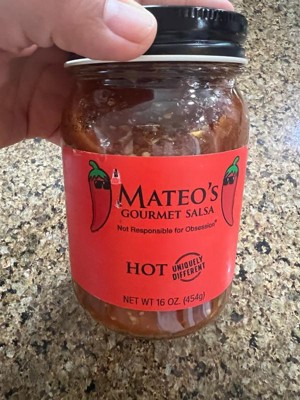 MATEO'S
GOURMET SALSA
Not Responsible for Obsession®
HOT
UNIQUELY
DIFFERENT
NET WT 16 OZ. (454g)